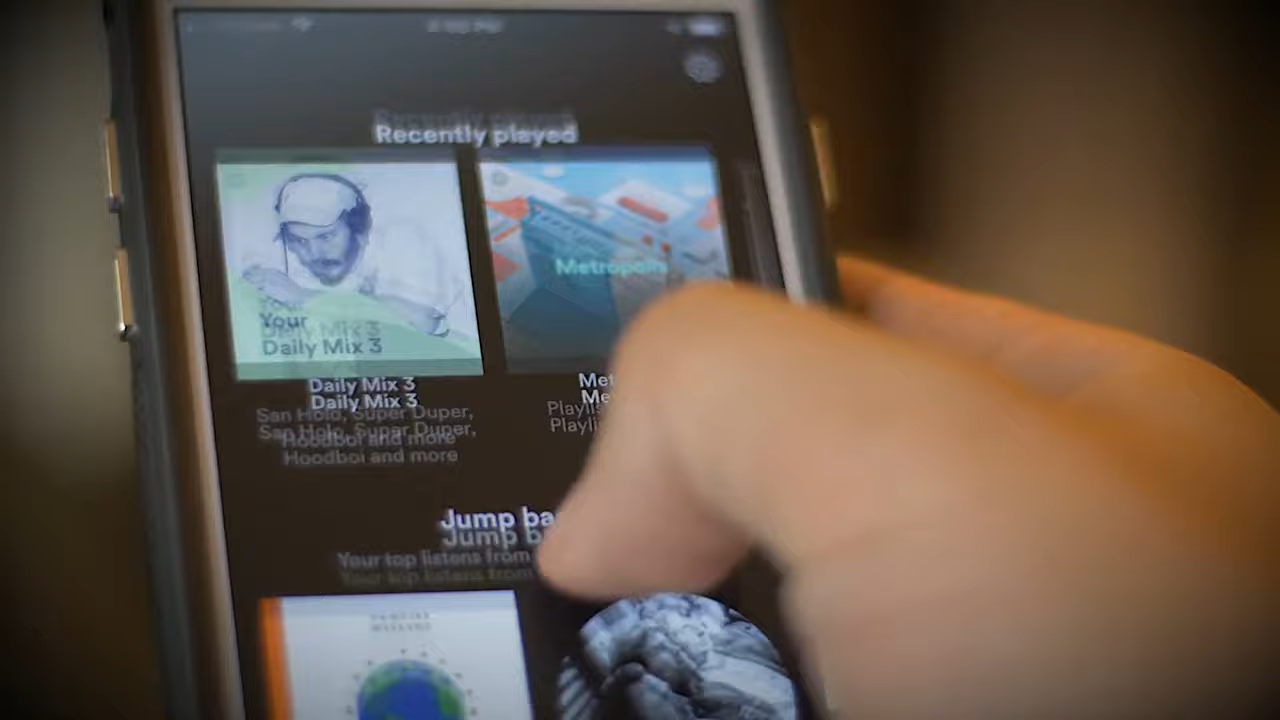 Recently played
Metropolis
Your
Daily Mix 3
Daily Mix 3
San Holo, Super Duper,
Hoodboi and more
Jump
Your top listens from